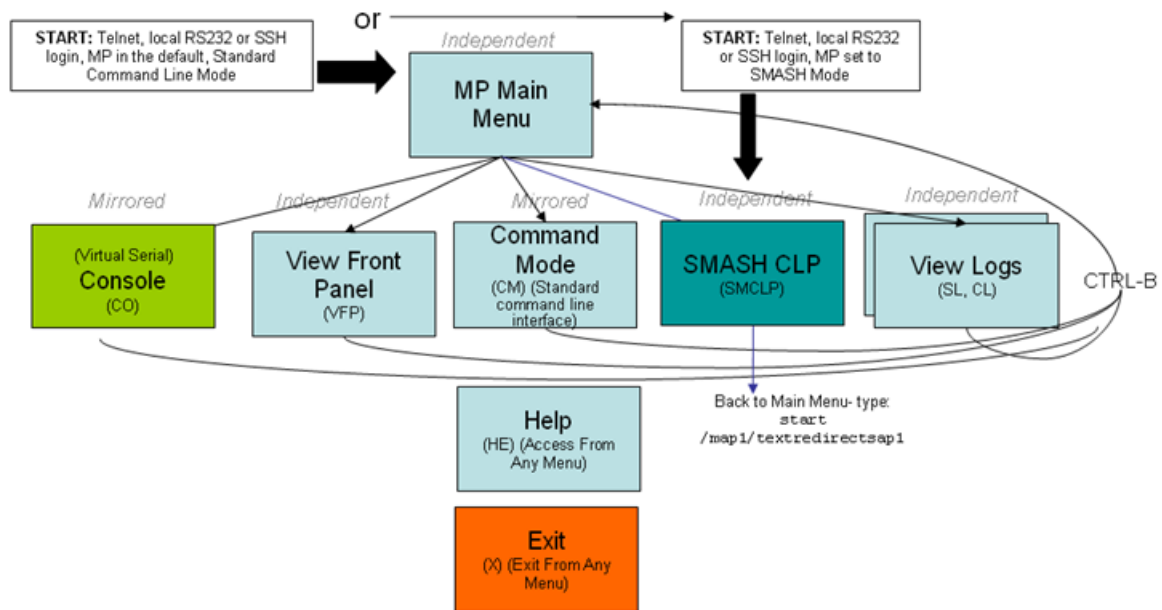 or
START: Telnet, local RS232 or SSH
login, MP in the default, Standard
Command Line Mode
START: Telnet, local RS232
or SSH login, MP set to
SMASH Mode
Independent
MP Main
Menu
Mirrored
(Virtual Serial)
Console
(CO)
Independent
View Front
Panel
(VFP)
Mirrored
Command
Mode
(CM) (Standard
command line
interface)
Independent
SMASH CLP
(SMCLP)
Independent
View Logs
(SL, CL)
CTRL-B
Back to Main Menu- type:
start
/map1/textredirectsap1
Help
(HE) (Access From
Any Menu)
Exit
(X) (Exit From Any
Menu)